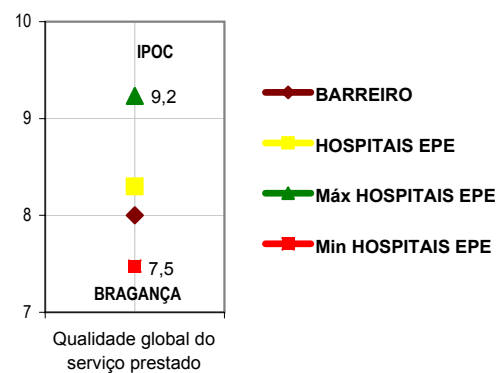 10
9
8
7
IPOC
9,2
7,5
BRAGANÇA
Qualidade global do
serviço prestado
BARREIRO
HOSPITAIS EPE
Máx HOSPITAIS EPE
Min HOSPITAIS EPE